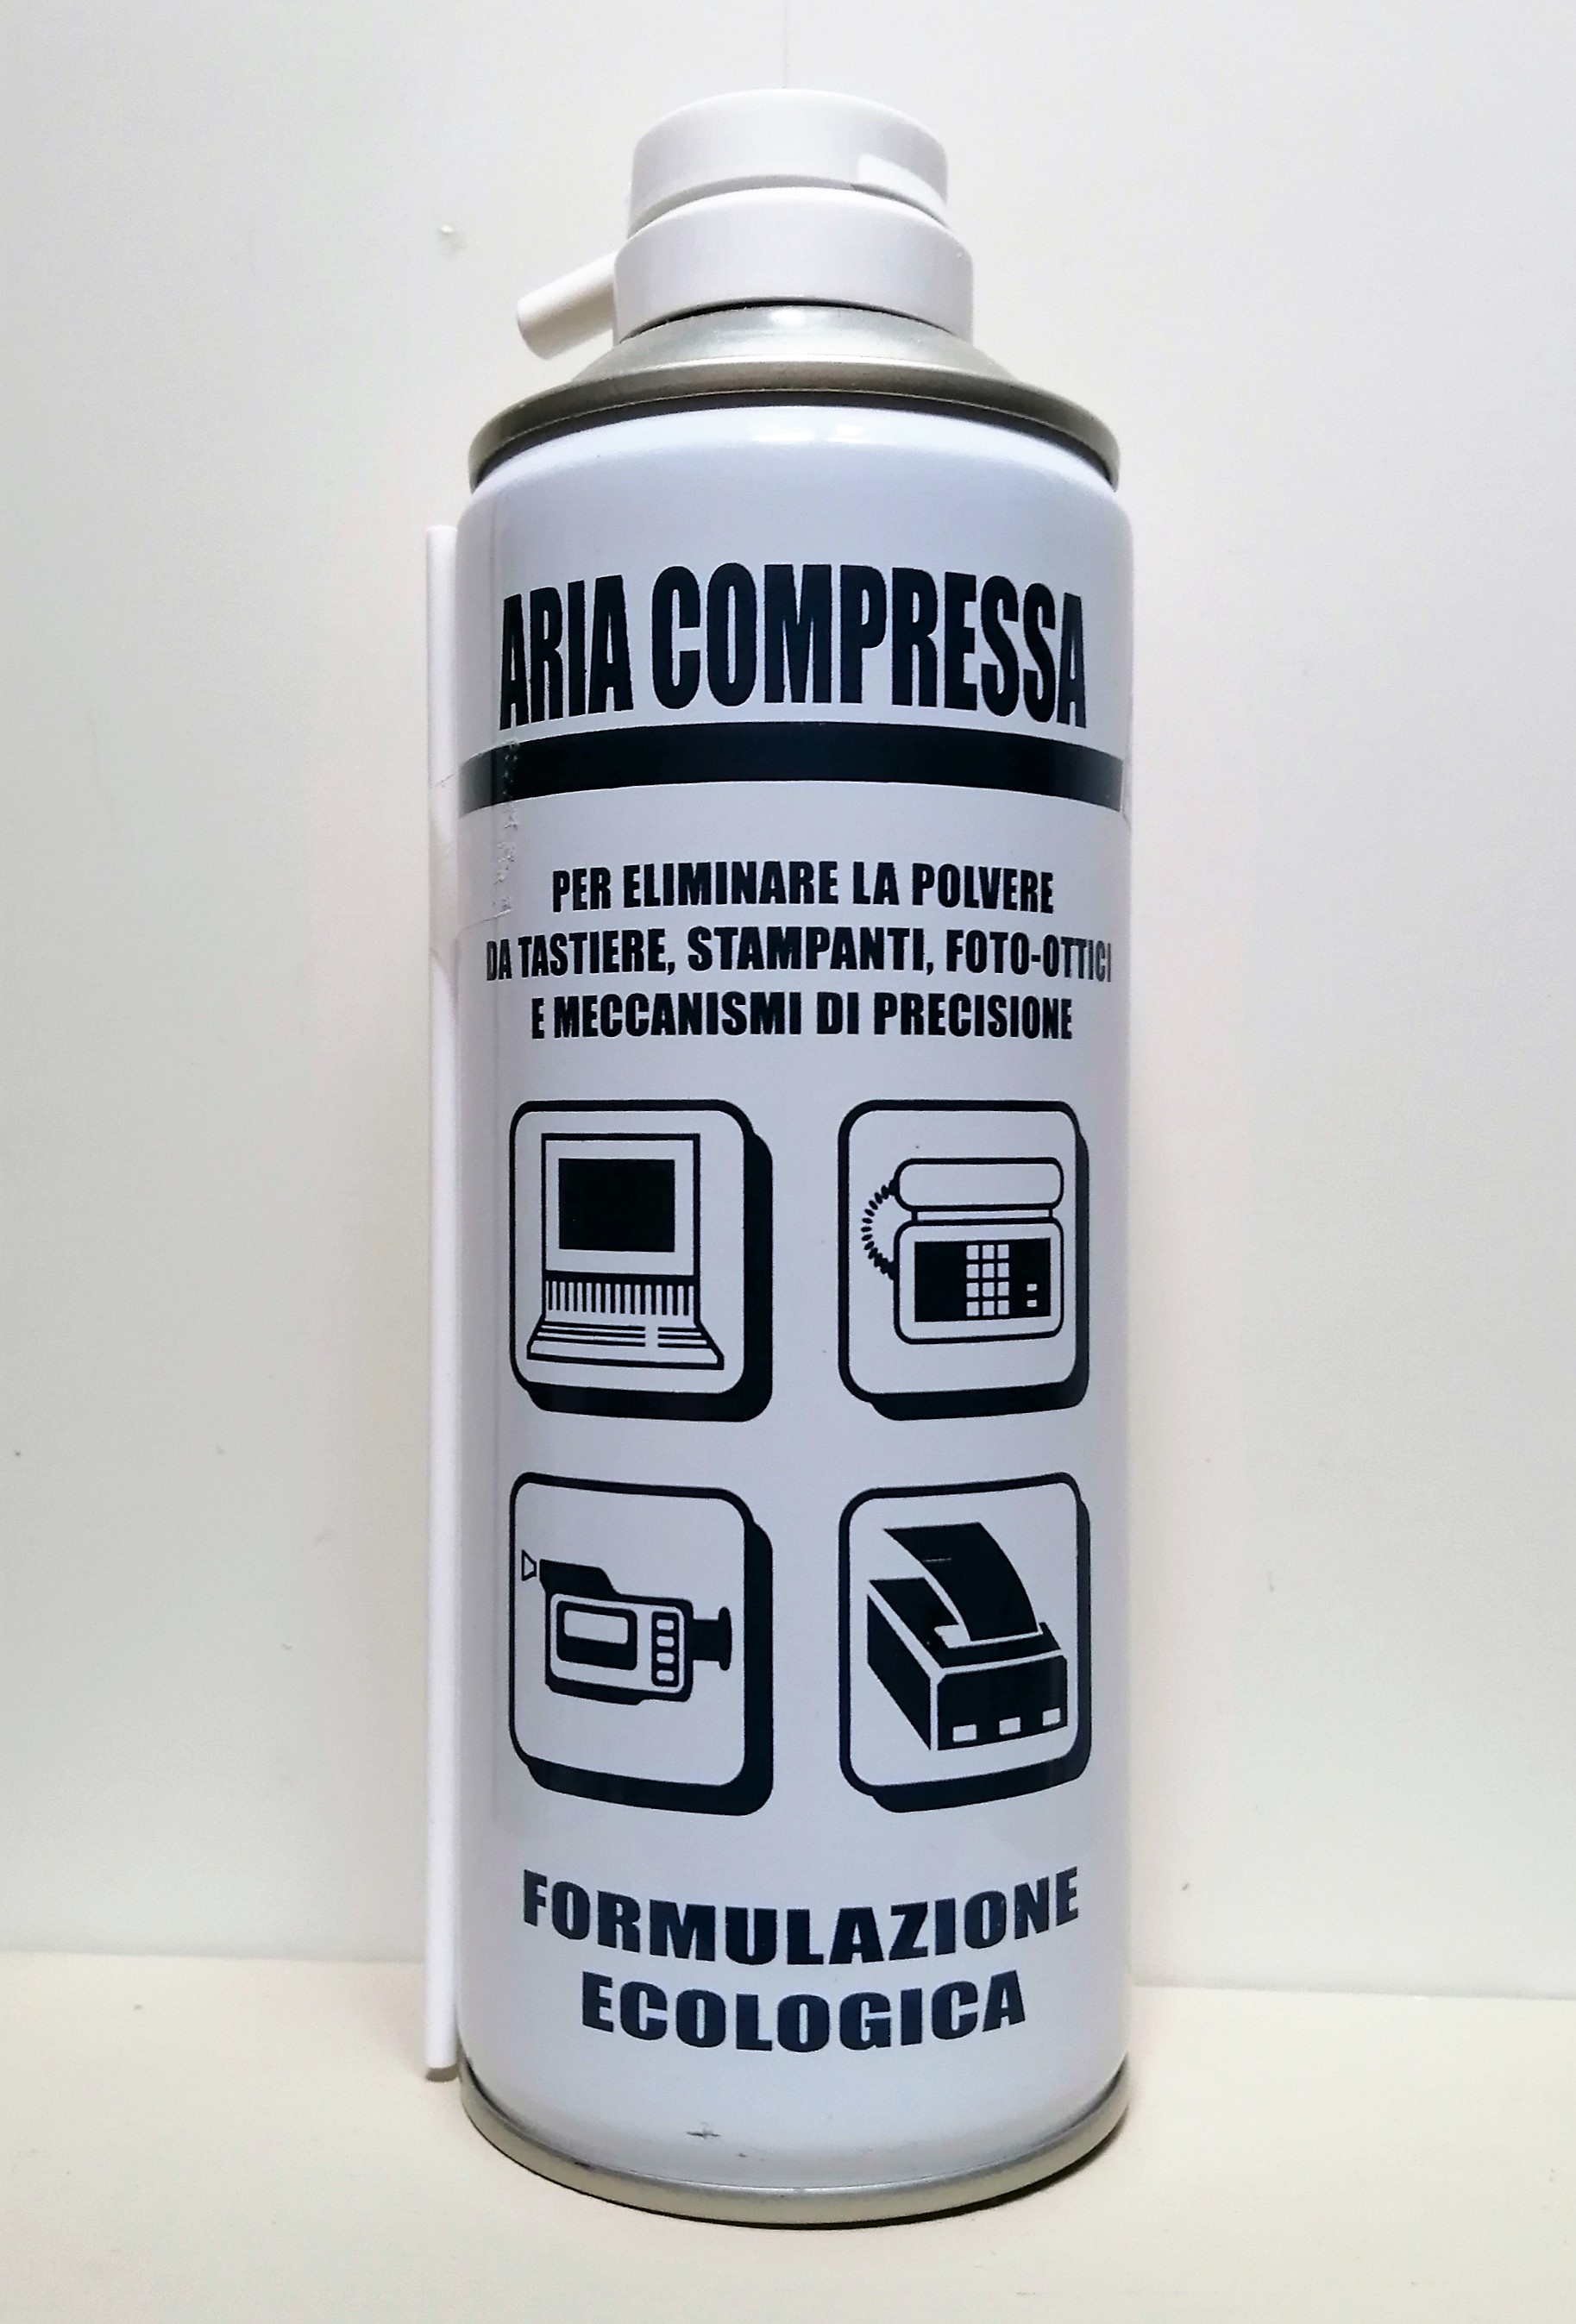 ARIA COMPRESSA
PER ELIMINARE LA POLVERE
DA TASTIERE, STAMPANTI, FOTO-OTTICI
E MECCANISMI DI PRECISIONE
FORMULAZIONE
ECOLOGICA